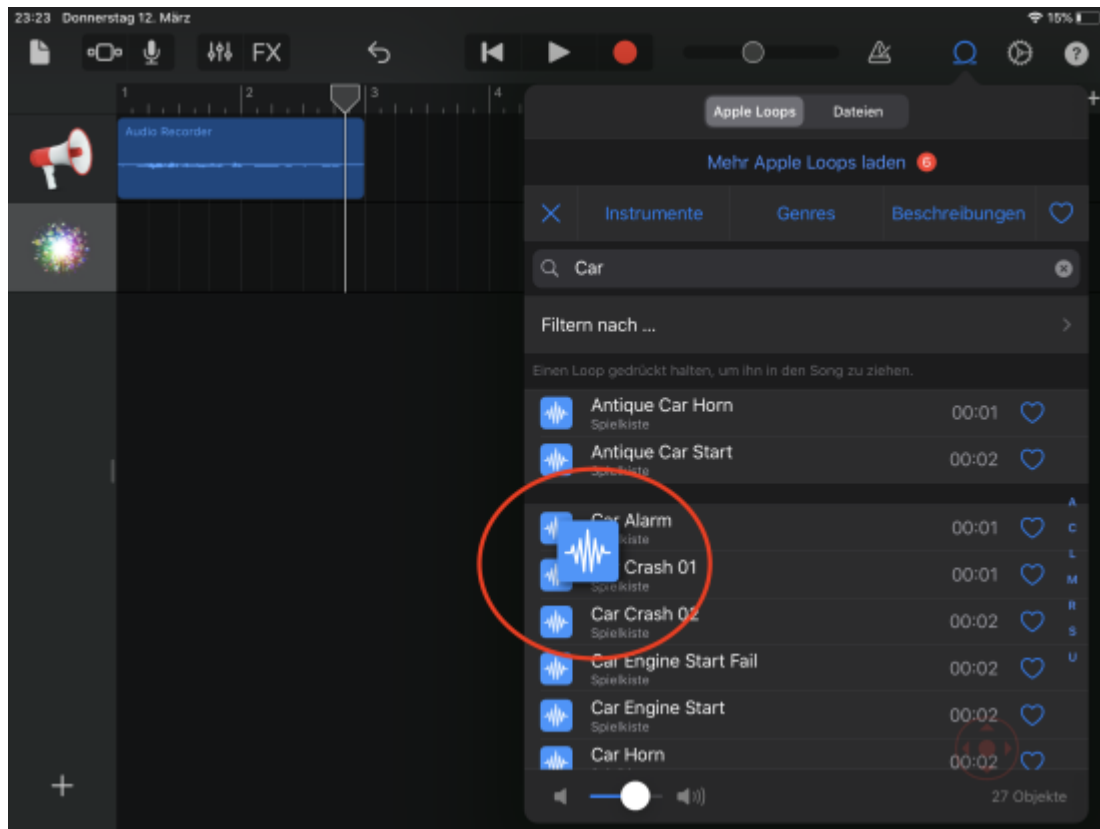 23:23 Donnerstag 12. März
15%
FX
?
1 2 3 4
+
Audio Recorder
Apple Loops Dateien
Mehr Apple Loops laden 6
Instrumente Genres Beschreibungen
Car
Filtern nach ...
Einen Loop gedrückt halten, um ihn in den Song zu ziehen.
Antique Car Horn 00:01
Spielkiste
Antique Car Start 00:02
Spielkiste
Car Alarm 00:01
kiste
Crash 01 00:01
Spielkiste
Car Crash 02 00:02
Spielkiste
Car Engine Start Fail 00:02
Spielkiste
Car Engine Start 00:02
Spielkiste
Car Horn 00:02
A
C
L
M
R
S
U
27 Objekte